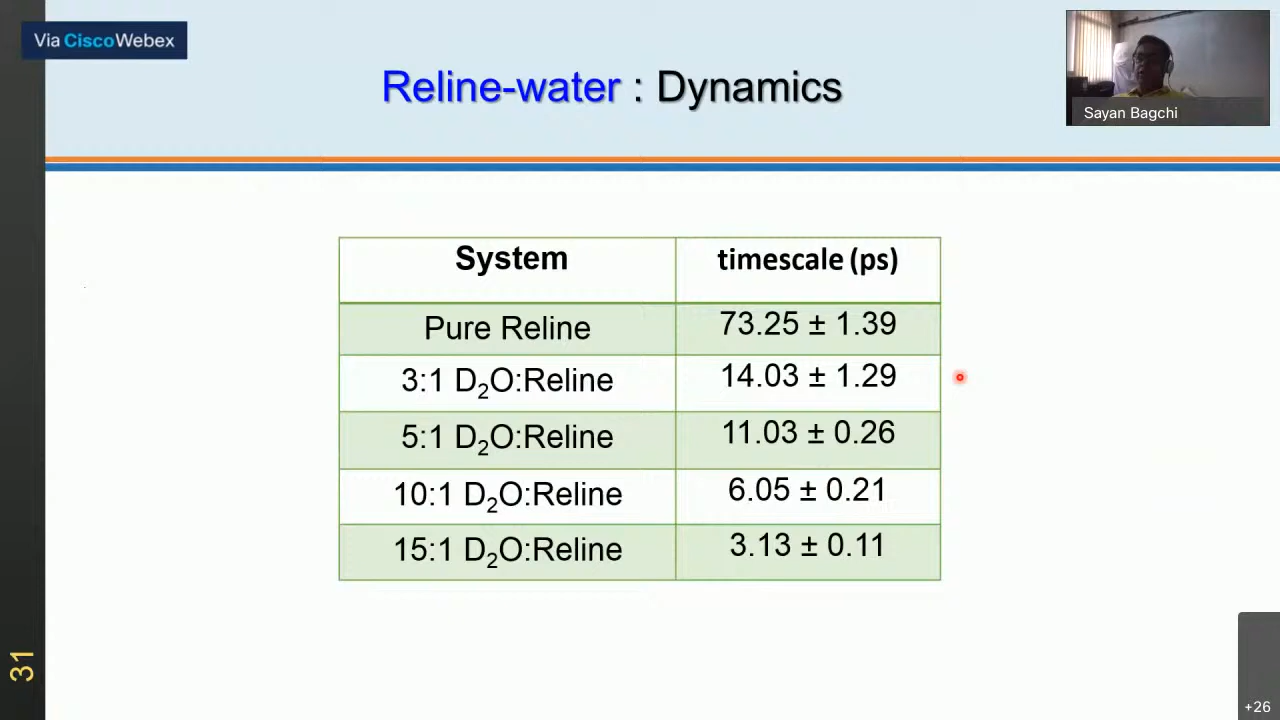 Via CiscoWebex
Reline-water : Dynamics
Sayan Bagchi
System timescale (ps)
Pure Reline 73.25 ± 1.39
3:1 D₂O:Reline 14.03 ± 1.29
5:1 D₂O:Reline 11.03 ± 0.26
10:1 D₂O:Reline 6.05 ± 0.21
15:1 D₂O:Reline 3.13 ± 0.11
31
+26